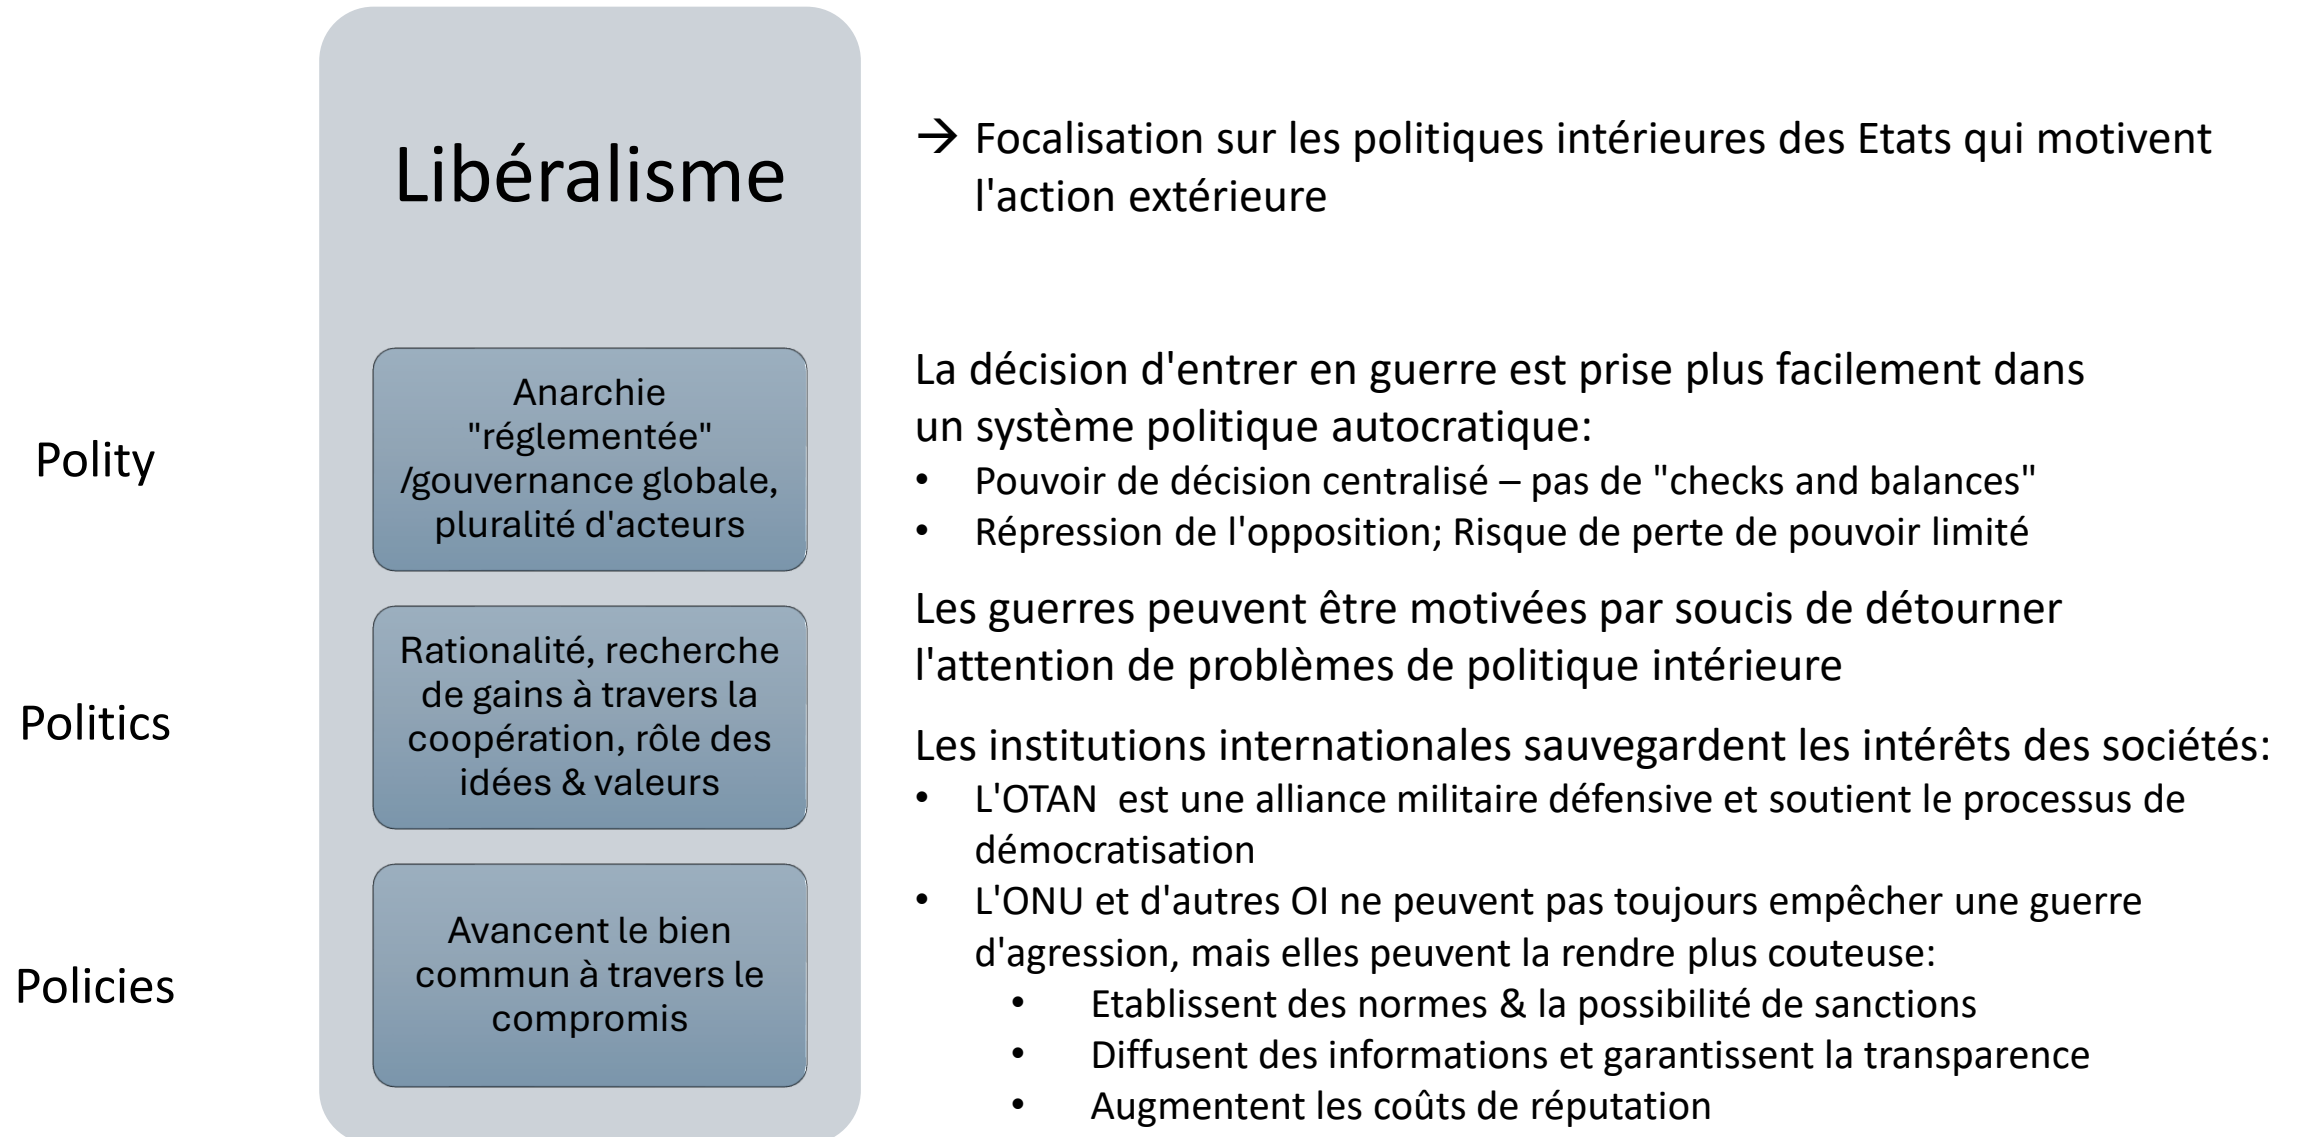 Libéralisme
→ Focalisation sur les politiques intérieures des Etats qui motivent
l'action extérieure
Polity
Anarchie
"réglementée"
/gouvernance globale,
pluralité d'acteurs
La décision d'entrer en guerre est prise plus facilement dans
un système politique autocratique:
• Pouvoir de décision centralisé – pas de "checks and balances"
• Répression de l'opposition; Risque de perte de pouvoir limité
Politics
Rationalité, recherche
de gains à travers la
coopération, rôle des
idées & valeurs
Les guerres peuvent être motivées par soucis de détourner
l'attention de problèmes de politique intérieure
Les institutions internationales sauvegardent les intérêts des sociétés:
• L'OTAN  est une alliance militaire défensive et soutient le processus de
démocratisation
Policies
Avancent le bien
commun à travers le
compromis
• L'ONU et d'autres OI ne peuvent pas toujours empêcher une guerre
d'agression, mais elles peuvent la rendre plus couteuse:
• Etablissent des normes & la possibilité de sanctions
• Diffusent des informations et garantissent la transparence
• Augmentent les coûts de réputation